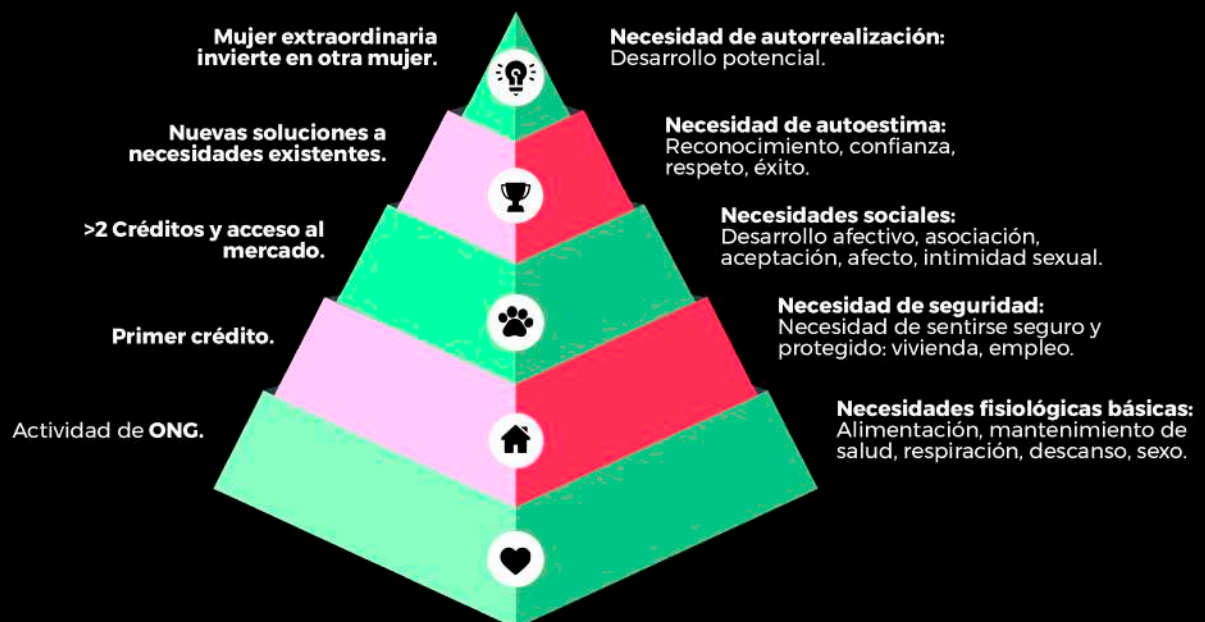 Mujer extraordinaria
invierte en otra mujer.
Necesidad de autorrealización:
Desarrollo potencial.
Nuevas soluciones a
necesidades existentes.
Necesidad de autoestima:
Reconocimiento, confianza,
respeto, éxito.
>2 Créditos y acceso al
mercado.
Necesidades sociales:
Desarrollo afectivo, asociación,
aceptación, afecto, intimidad sexual.
Primer crédito.
Necesidad de seguridad:
Necesidad de sentirse seguro y
protegido: vivienda, empleo.
Actividad de ONG.
Necesidades fisiológicas básicas:
Alimentación, mantenimiento de
salud, respiración, descanso, sexo.